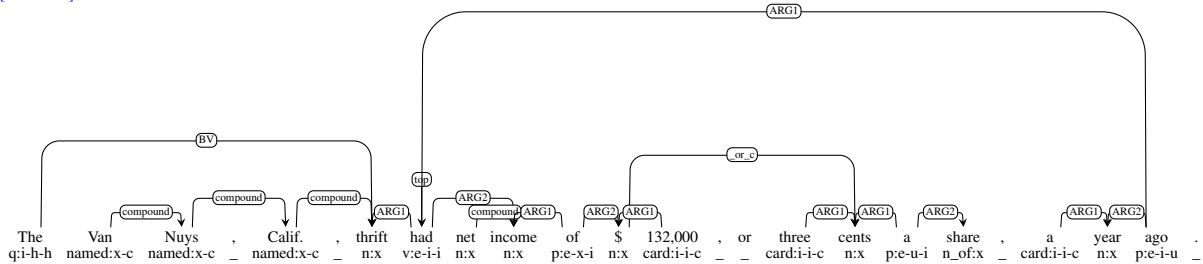 ARG1
BV
_or_c
top
compound compound ARG2
compound ARG1 compound ARG1 ARG2 ARG1 ARG1 ARG1 ARG2 ARG1 ARG2
The Van Nuys , Calif. , thrift had net income of $ 132,000 , or three cents a share , a year ago .
q:i-h-h named:x-c named:x-c _ named:x-c _ n:x v:e-i-i n:x n:x p:e-x-i n:x card:i-i-c _ _ card:i-i-c n:x p:e-u-i n_of:x _ card:i-i-c n:x p:e-i-u _